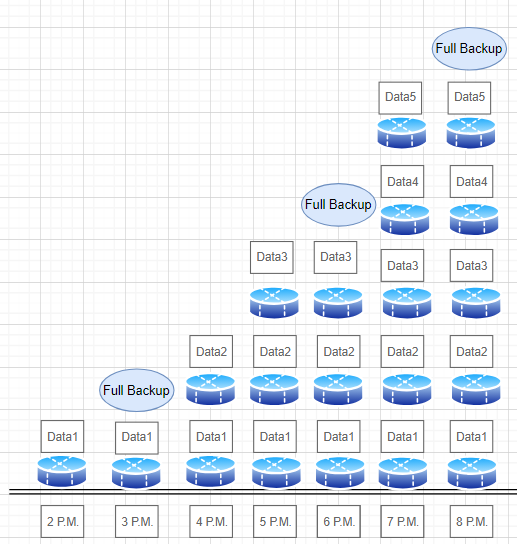 Full Backup
Data5 Data5
Data4 Data4
Full Backup
Data3 Data3 Data3 Data3
Data2 Data2 Data2 Data2 Data2
Full Backup
Data1 Data1 Data1 Data1 Data1 Data1 Data1
2 P.M. 3 P.M. 4 P.M. 5 P.M. 6 P.M. 7 P.M. 8 P.M.